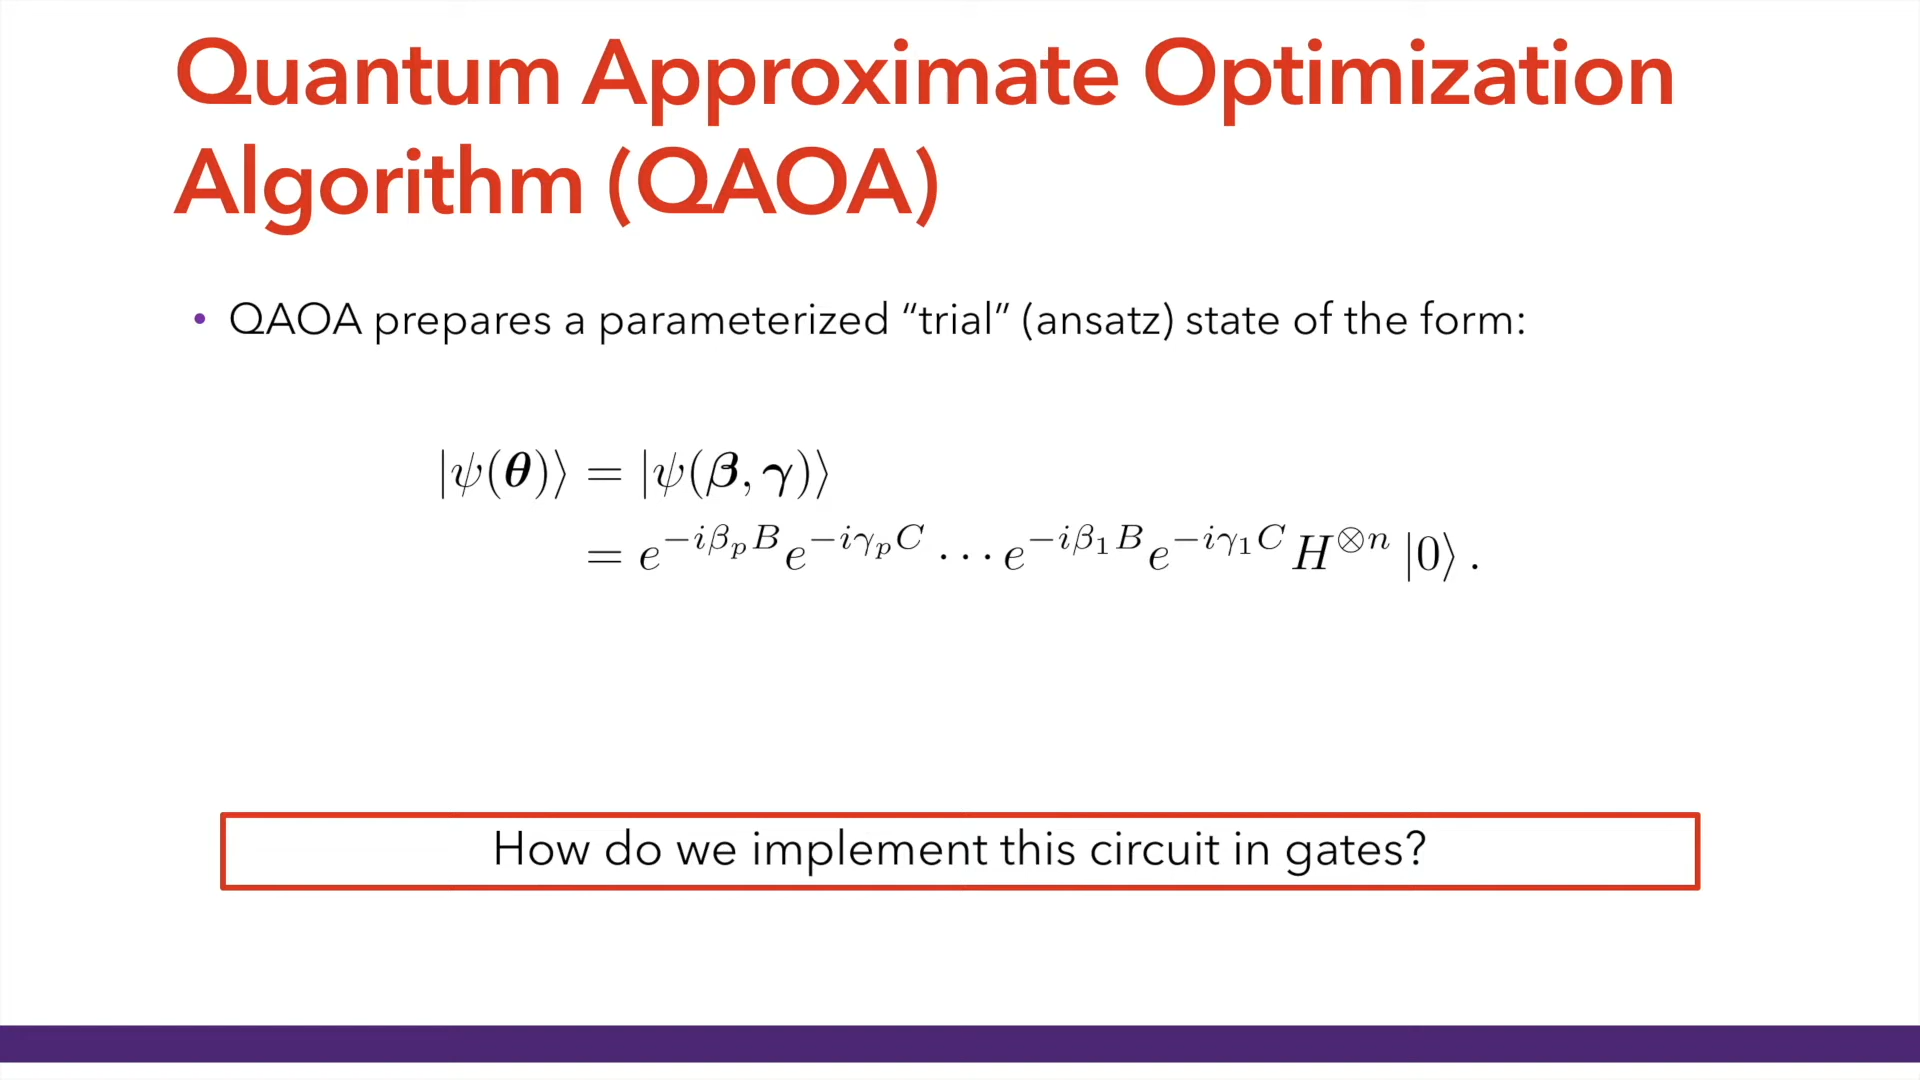 Quantum Approximate Optimization
Algorithm (QAOA)
• QAOA prepares a parameterized “trial” (ansatz) state of the form:
|ψ(θ)⟩ = |ψ(β, γ)⟩
= e^{−iβ_p B} e^{−iγ_p C} ⋯ e^{−iβ_1 B} e^{−iγ_1 C} H^{⊗n} |0⟩ .
How do we implement this circuit in gates?